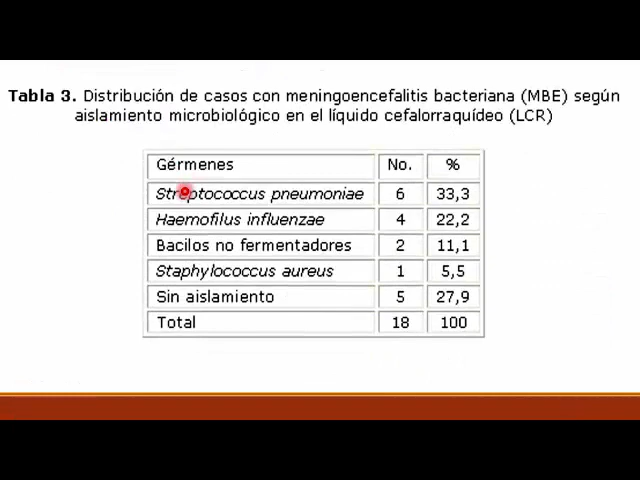 Tabla 3. Distribución de casos con meningoencefalitis bacteriana (MBE) según
aislamiento microbiológico en el líquido cefalorraquídeo (LCR)
Gérmenes No. %
Streptococcus pneumoniae 6 33,3
Haemofilus influenzae 4 22,2
Bacilos no fermentadores 2 11,1
Staphylococcus aureus 1 5,5
Sin aislamiento 5 27,9
Total 18 100